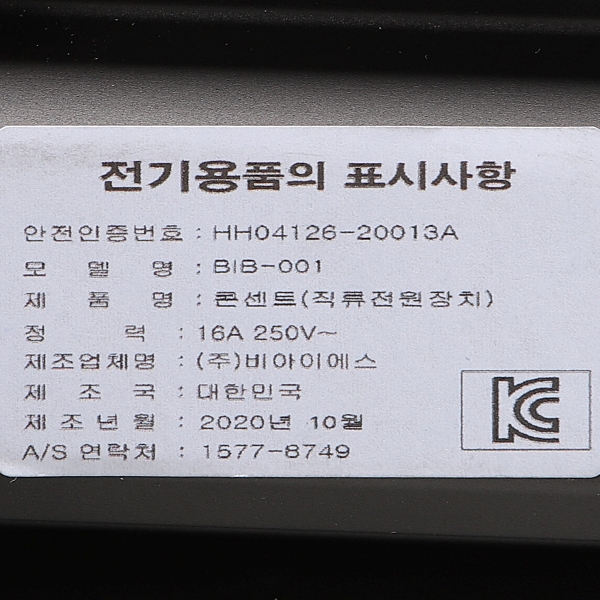 전기용품의 표시사항
안전인증번호 : HH04126-20013A
모 델 명 : BIB-001
제 품 명 : 콘센트(직류전원장치)
정 력 : 16A 250V~
제조업체명 : (주)비아이에스
제 조 국 : 대한민국
제 조 년 월 : 2020년 10월
A/S 연락처 : 1577-8749
KC